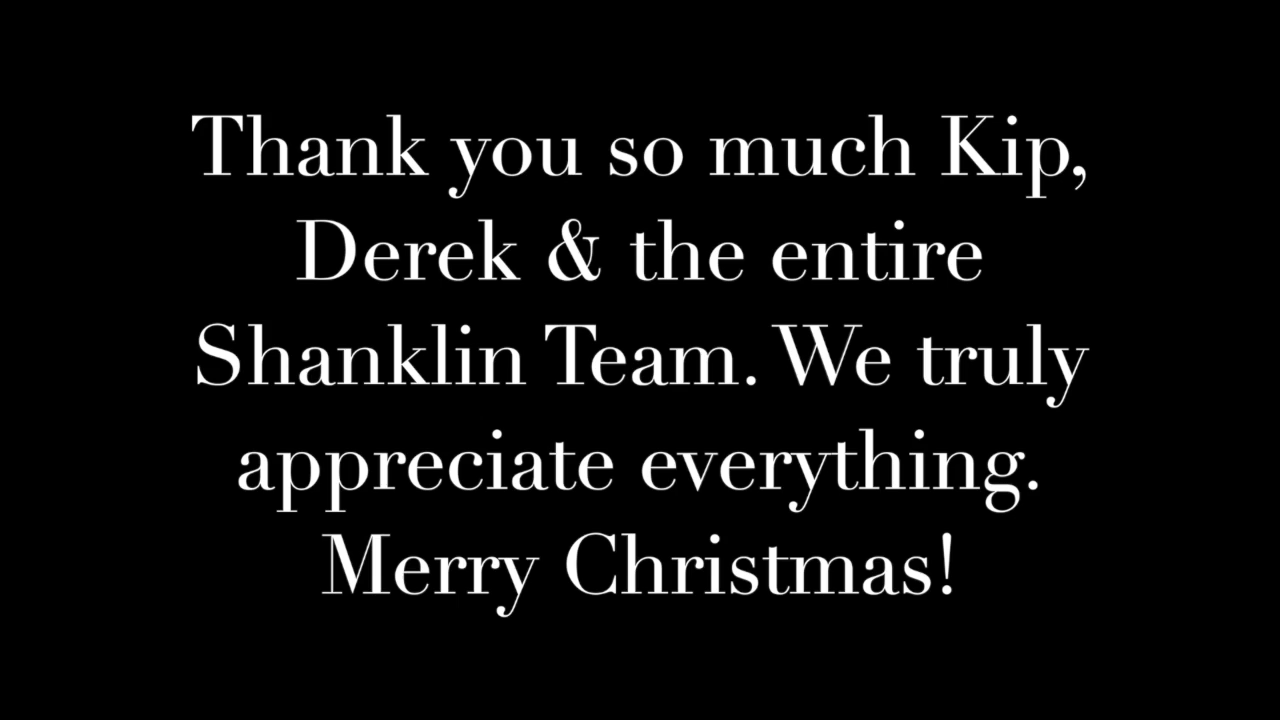 Thank you so much Kip,
Derek & the entire
Shanklin Team. We truly
appreciate everything.
Merry Christmas!